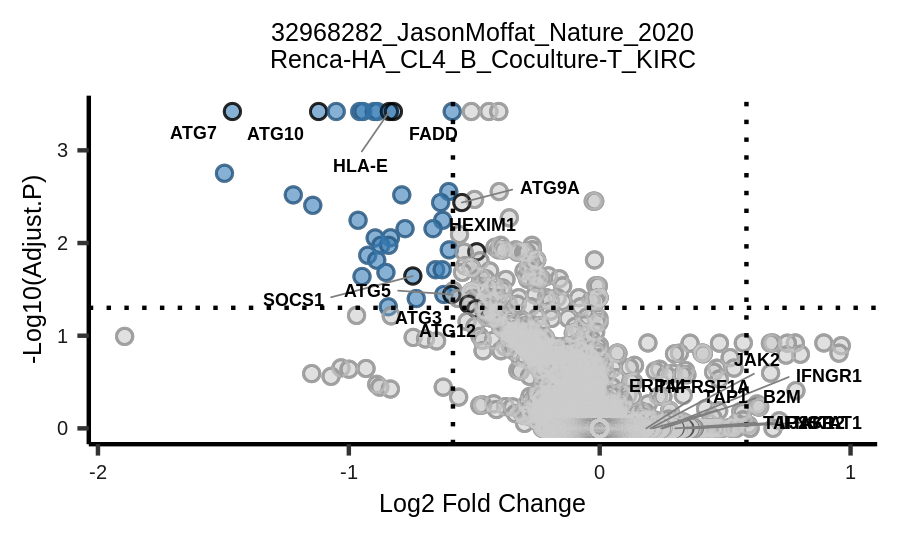 32968282_JasonMoffat_Nature_2020
Renca-HA_CL4_B_Coculture-T_KIRC
-Log10(Adjust.P)
3
2
1
0
ATG7
ATG10
FADD
HLA-E
ATG9A
HEXIM1
SOCS1
ATG5
ATG3
ATG12
JAK2
IFNGR1
TAP1
B2M
-2
-1
0
1
Log2 Fold Change